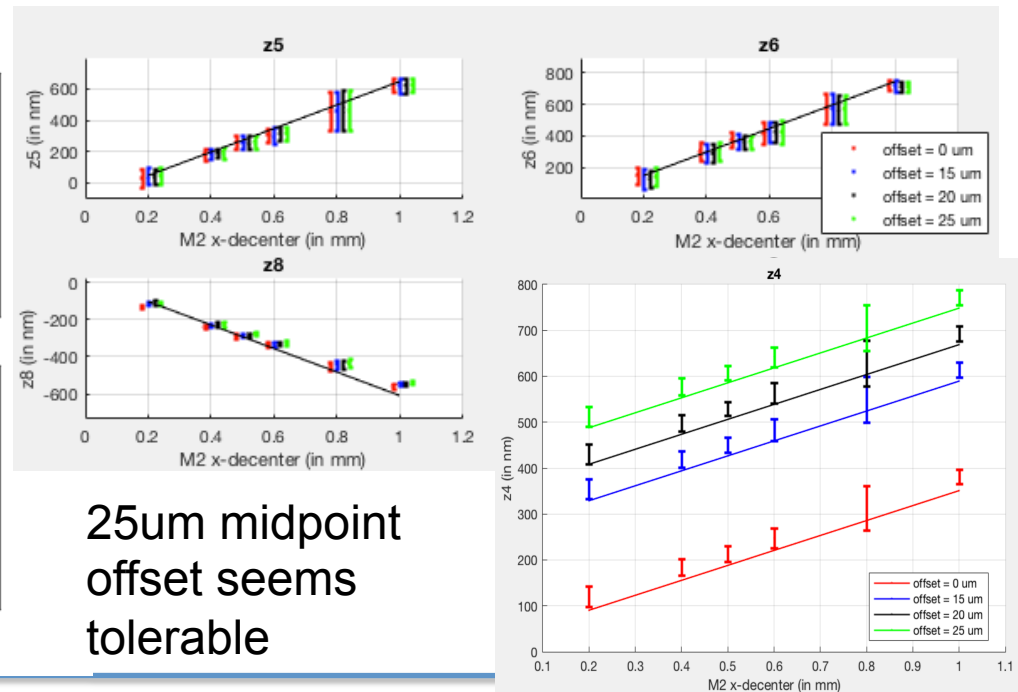 z5
z5 (in nm)
600
400
200
0
0
0.2
0.4
0.6
0.8
1
1.2
M2 x-decenter (in mm)
z6
z6 (in nm)
800
600
400
200
0
0.2
0.4
0.6
M2 x-decenter (in mm)
offset = 0 um
offset = 15 um
offset = 20 um
offset = 25 um
z8
z8 (in nm)
0
-200
-400
-600
0
0.2
0.4
0.6
0.8
1
1.2
M2 x-decenter (in mm)
z4
z4 (in nm)
800
700
600
500
400
300
200
100
0
0.1
0.2
0.3
0.4
0.5
0.6
0.7
0.8
0.9
1
1.1
M2 x-decenter (in mm)
offset = 0 um
offset = 15 um
offset = 20 um
offset = 25 um
25um midpoint
offset seems
tolerable